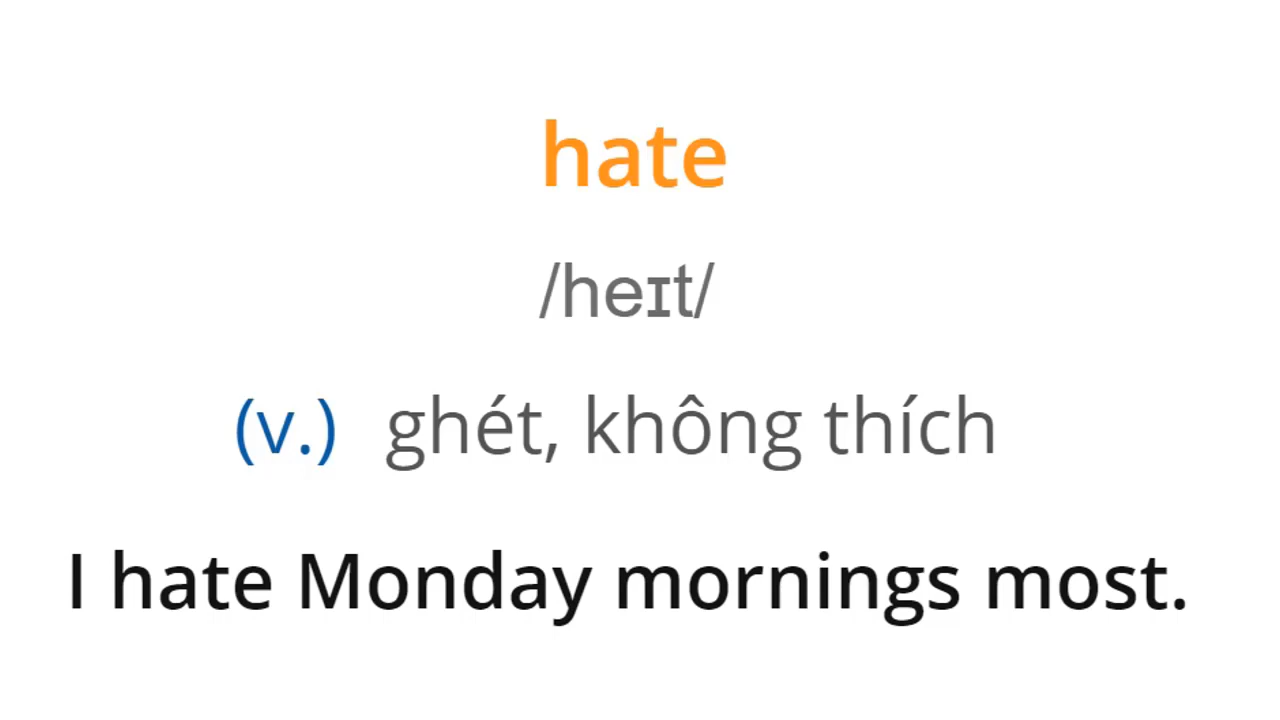 hate
/heɪt/
(v.) ghét, không thích
I hate Monday mornings most.